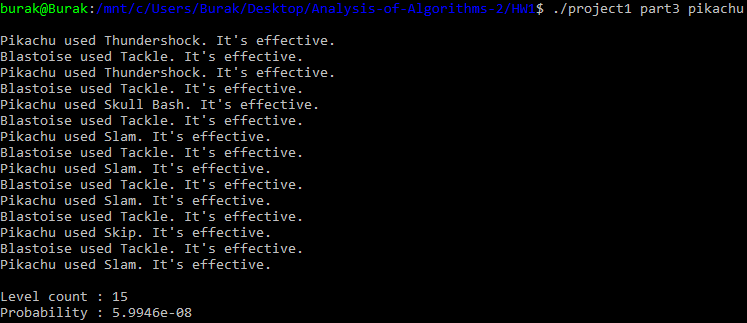 burak@Burak:/mnt/c/Users/Burak/Desktop/Analysis-of-Algorithms-2/HW1$ ./project1 part3 pikachu
Pikachu used Thundershock. It's effective.
Blastoise used Tackle. It's effective.
Pikachu used Thundershock. It's effective.
Blastoise used Tackle. It's effective.
Pikachu used Skull Bash. It's effective.
Blastoise used Tackle. It's effective.
Pikachu used Slam. It's effective.
Blastoise used Tackle. It's effective.
Pikachu used Slam. It's effective.
Blastoise used Tackle. It's effective.
Pikachu used Slam. It's effective.
Blastoise used Tackle. It's effective.
Pikachu used Skip. It's effective.
Blastoise used Tackle. It's effective.
Pikachu used Slam. It's effective.
Level count : 15
Probability : 5.9946e-08